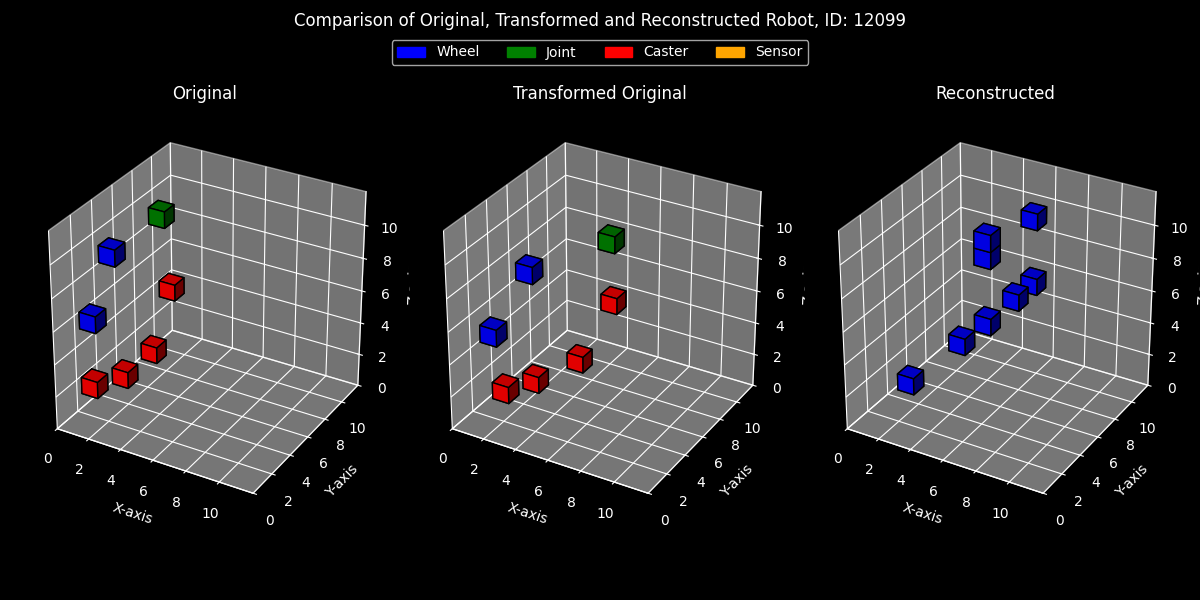 Comparison of Original, Transformed and Reconstructed Robot, ID: 12099
Wheel Joint Caster Sensor
Original Transformed Original Reconstructed
10 10 10
8 8 8
6 6 6
4 4 4
2 2 2
0 0 0
0 2 4 6 8 10 0 2 4 6 8 10 0 2 4 6 8 10
0 2 4 6 8 10 0 2 4 6 8 10 0 2 4 6 8 10
X-axis Y-axis X-axis Y-axis X-axis Y-axis